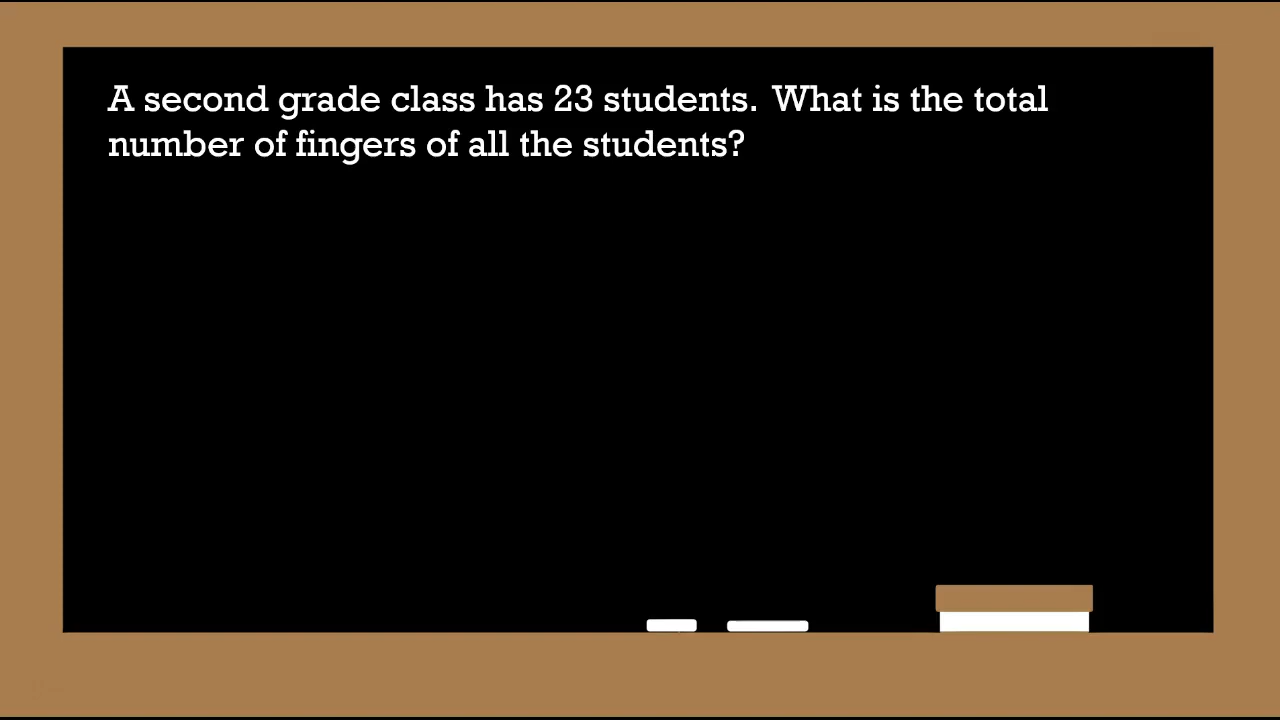 A second grade class has 23 students.  What is the total
number of fingers of all the students?